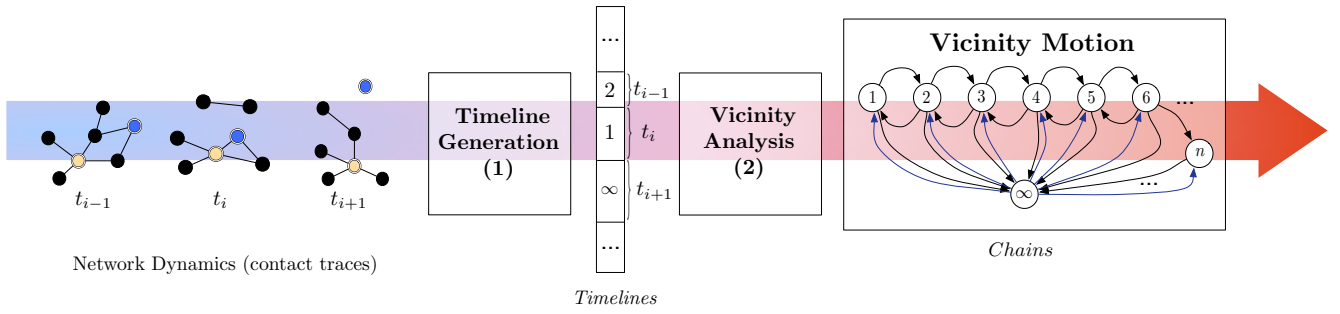 t_{i−1}
t_i
t_{i+1}
Network Dynamics (contact traces)
Timeline
Generation
(1)
...
2
1
∞
...
t_{i−1}
t_i
t_{i+1}
Timelines
Vicinity
Analysis
(2)
Vicinity Motion
1 2 3 4 5 6 ...
n
...
∞
Chains